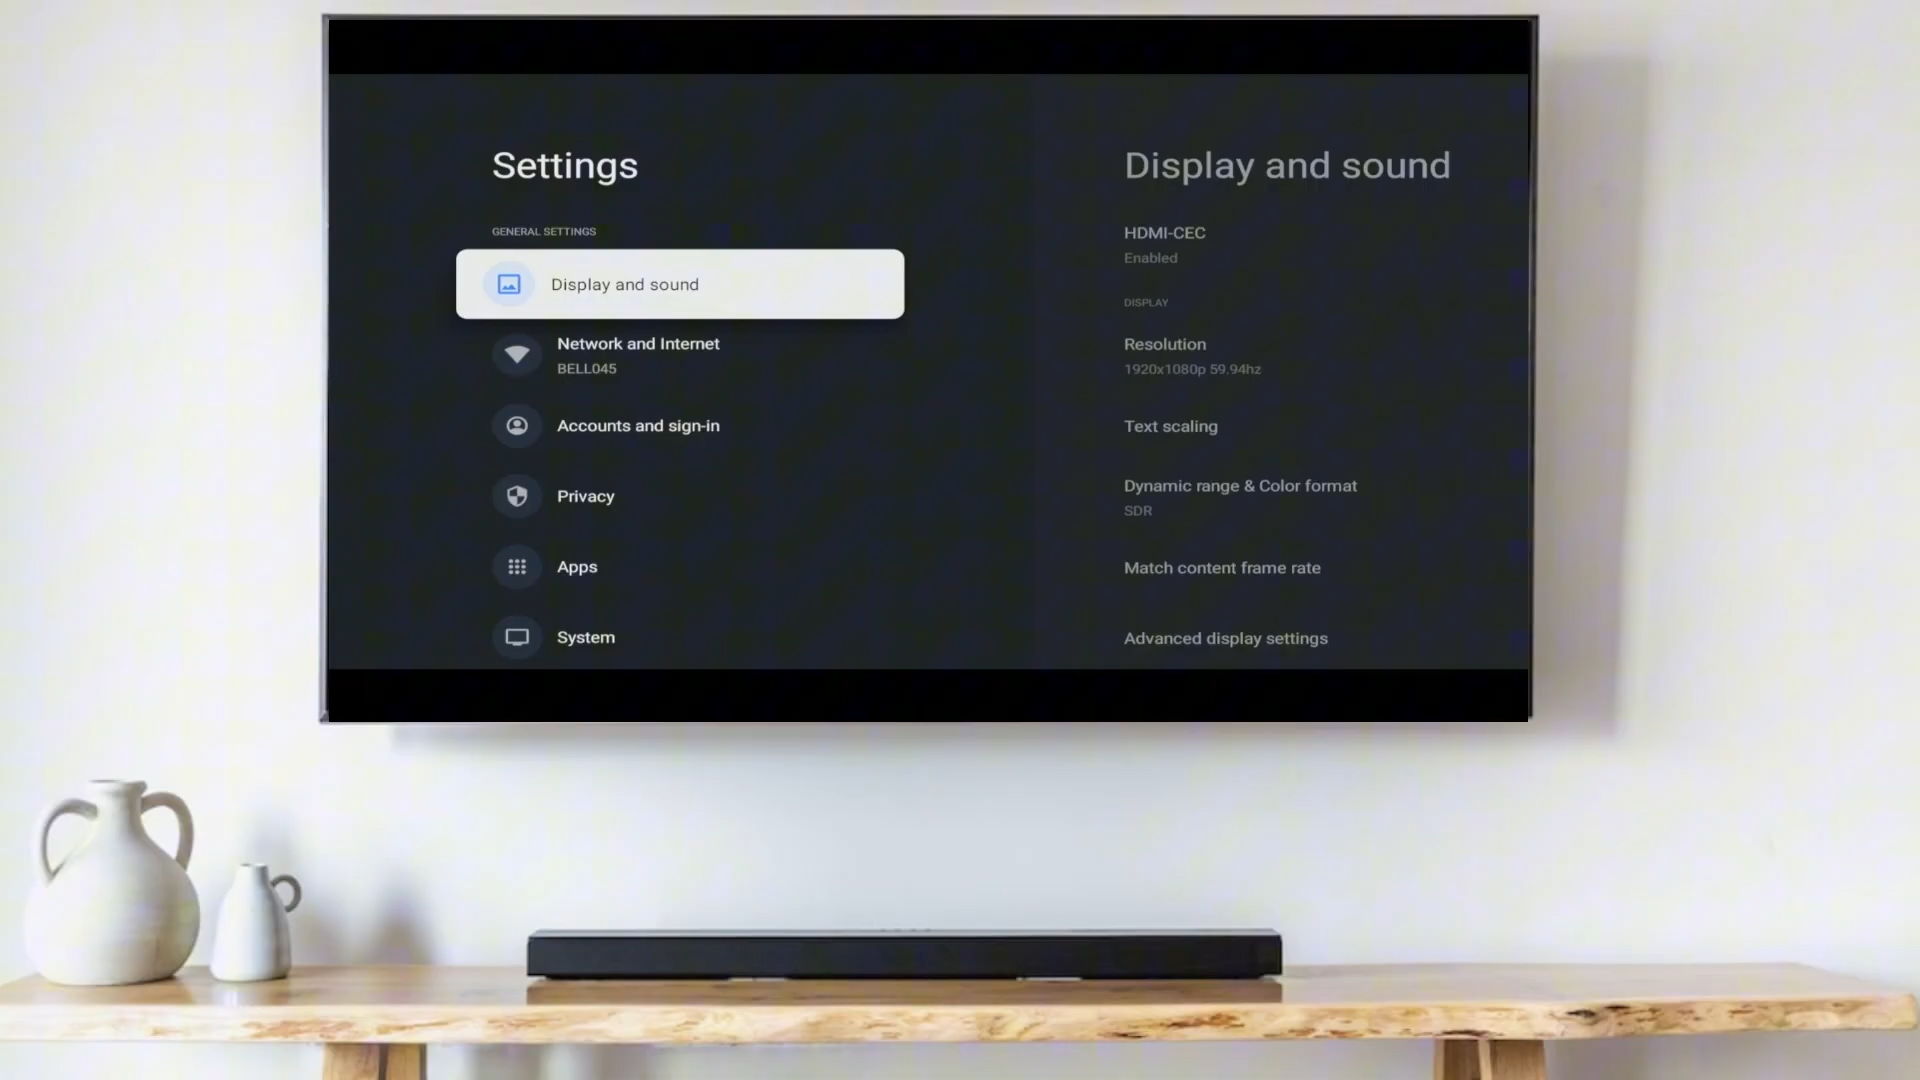 Settings
GENERAL SETTINGS
Display and sound
Network and Internet
BELL045
Accounts and sign-in
Privacy
Apps
System
Display and sound
HDMI-CEC
Enabled
DISPLAY
Resolution
1920x1080p 59.94hz
Text scaling
Dynamic range & Color format
SDR
Match content frame rate
Advanced display settings